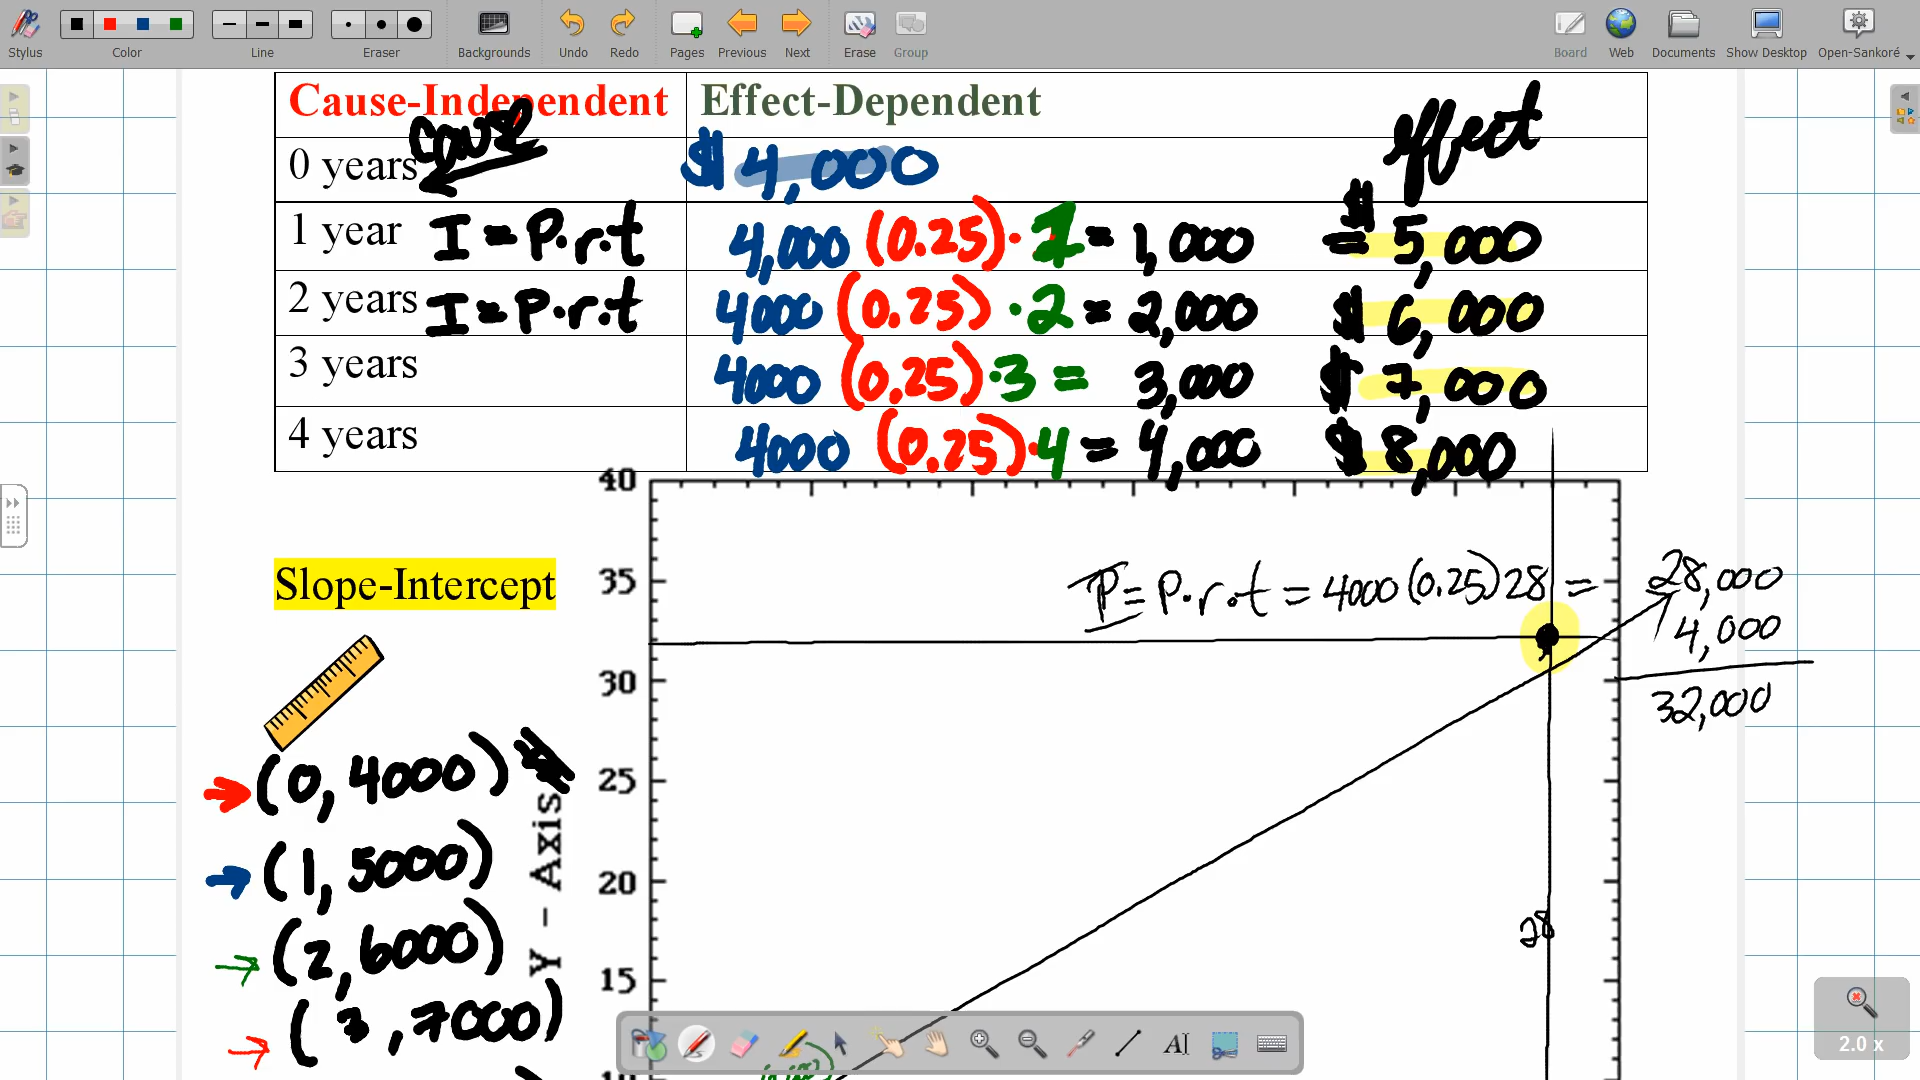 Stylus Color Line Eraser Backgrounds Undo Redo Pages Previous Next Erase Group Board Web Documents Show Desktop Open-Sankoré
Cause-Independent Effect-Dependent
cause effect
0 years $ 4,000
1 year I = P.r.t 4,000 (0.25) · 1 = 1,000 = $ 5,000
2 years I = P.r.t 4000 (0.25) · 2 = 2,000 $ 6,000
3 years 4000 (0.25) · 3 = 3,000 $ 7,000
4 years 4000 (0.25) · 4 = 4,000 $ 8,000
40
Slope-Intercept
35
I = P.r.t = 4000 (0.25) 28 = 28,000
4,000
32,000
30
(0, 4000)
25
(1, 5000)
20
(2, 6000)
28
15
(3, 7000)
Y - Axis
10
AI
2.0 x